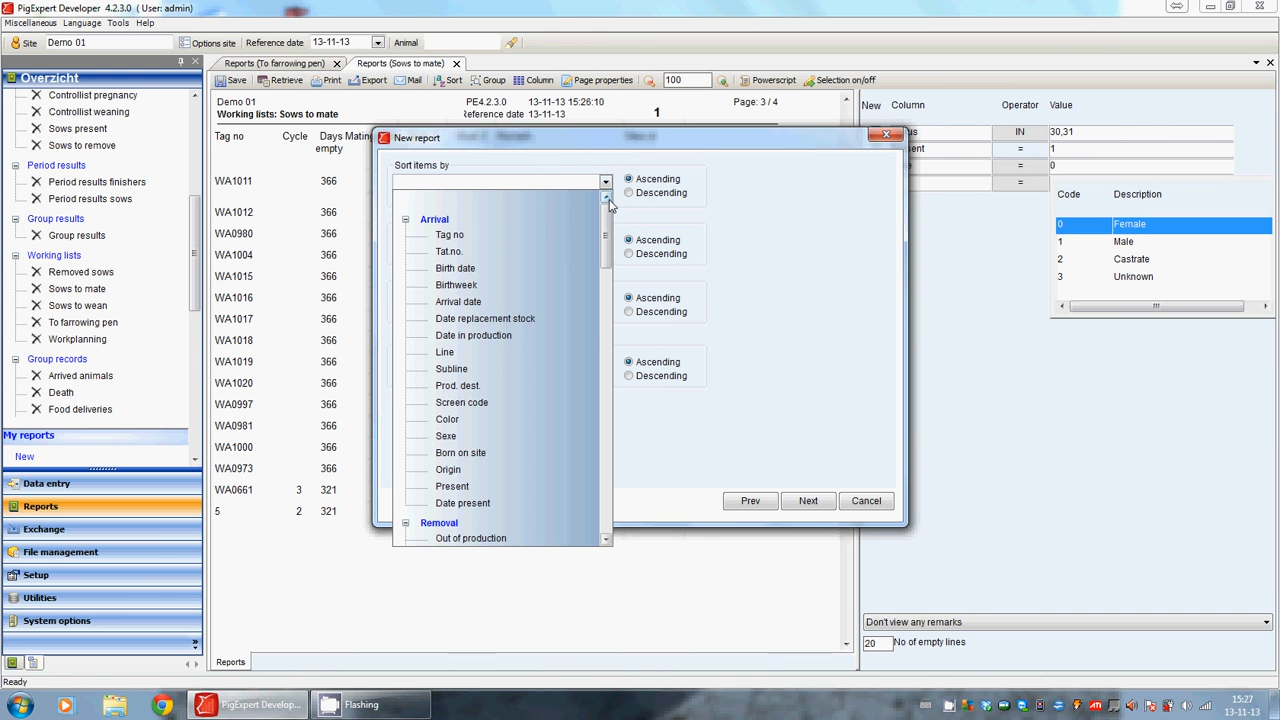 PigExpert Developer 4.2.3.0 ( User: admin)
Miscellaneous Language Tools Help
Site Demo 01 Options site Reference date 13-11-13 Animal
Overzicht
Controllist pregnancy
Controllist weaning
Sows present
Sows to remove
Period results
Period results finishers
Period results sows
Group results
Group results
Working lists
Removed sows
Sows to mate
Sows to wean
To farrowing pen
Workplanning
Group records
Arrived animals
Death
Food deliveries
My reports
New
Data entry
Reports
Exchange
File management
Setup
Utilities
System options
Reports (To farrowing pen) Reports (Sows to mate)
Save Retrieve Print Export Mail Sort Group Column Page properties 100 Powerscript Selection on/off
Demo 01 PE4.2.3.0 13-11-13 15:26:10 Page: 3 / 4
Working lists: Sows to mate Reference date 13-11-13 1
Tag no Cycle Days Mating
empty
WA1011 366
WA1012 366
WA0980 366
WA1004 366
WA1015 366
WA1016 366
WA1017 366
WA1018 366
WA1019 366
WA1020 366
WA0997 366
WA0981 366
WA1000 366
WA0973 366
WA0661 3 321
5 2 321
Reports
New report
Sort items by
Ascending
Descending
Ascending
Descending
Ascending
Descending
Ascending
Descending
Arrival
Tag no
Tat.no.
Birth date
Birthweek
Arrival date
Date replacement stock
Date in production
Line
Subline
Prod. dest.
Screen code
Color
Sexe
Born on site
Origin
Present
Date present
Removal
Out of production
Prev Next Cancel
New Column Operator Value
IN 30,31
= 1
= 0
=
Code Description
0 Female
1 Male
2 Castrate
3 Unknown
Don't view any remarks
20 No of empty lines
Ready
PigExpert Develop... Flashing
EN
15:27
13-11-13